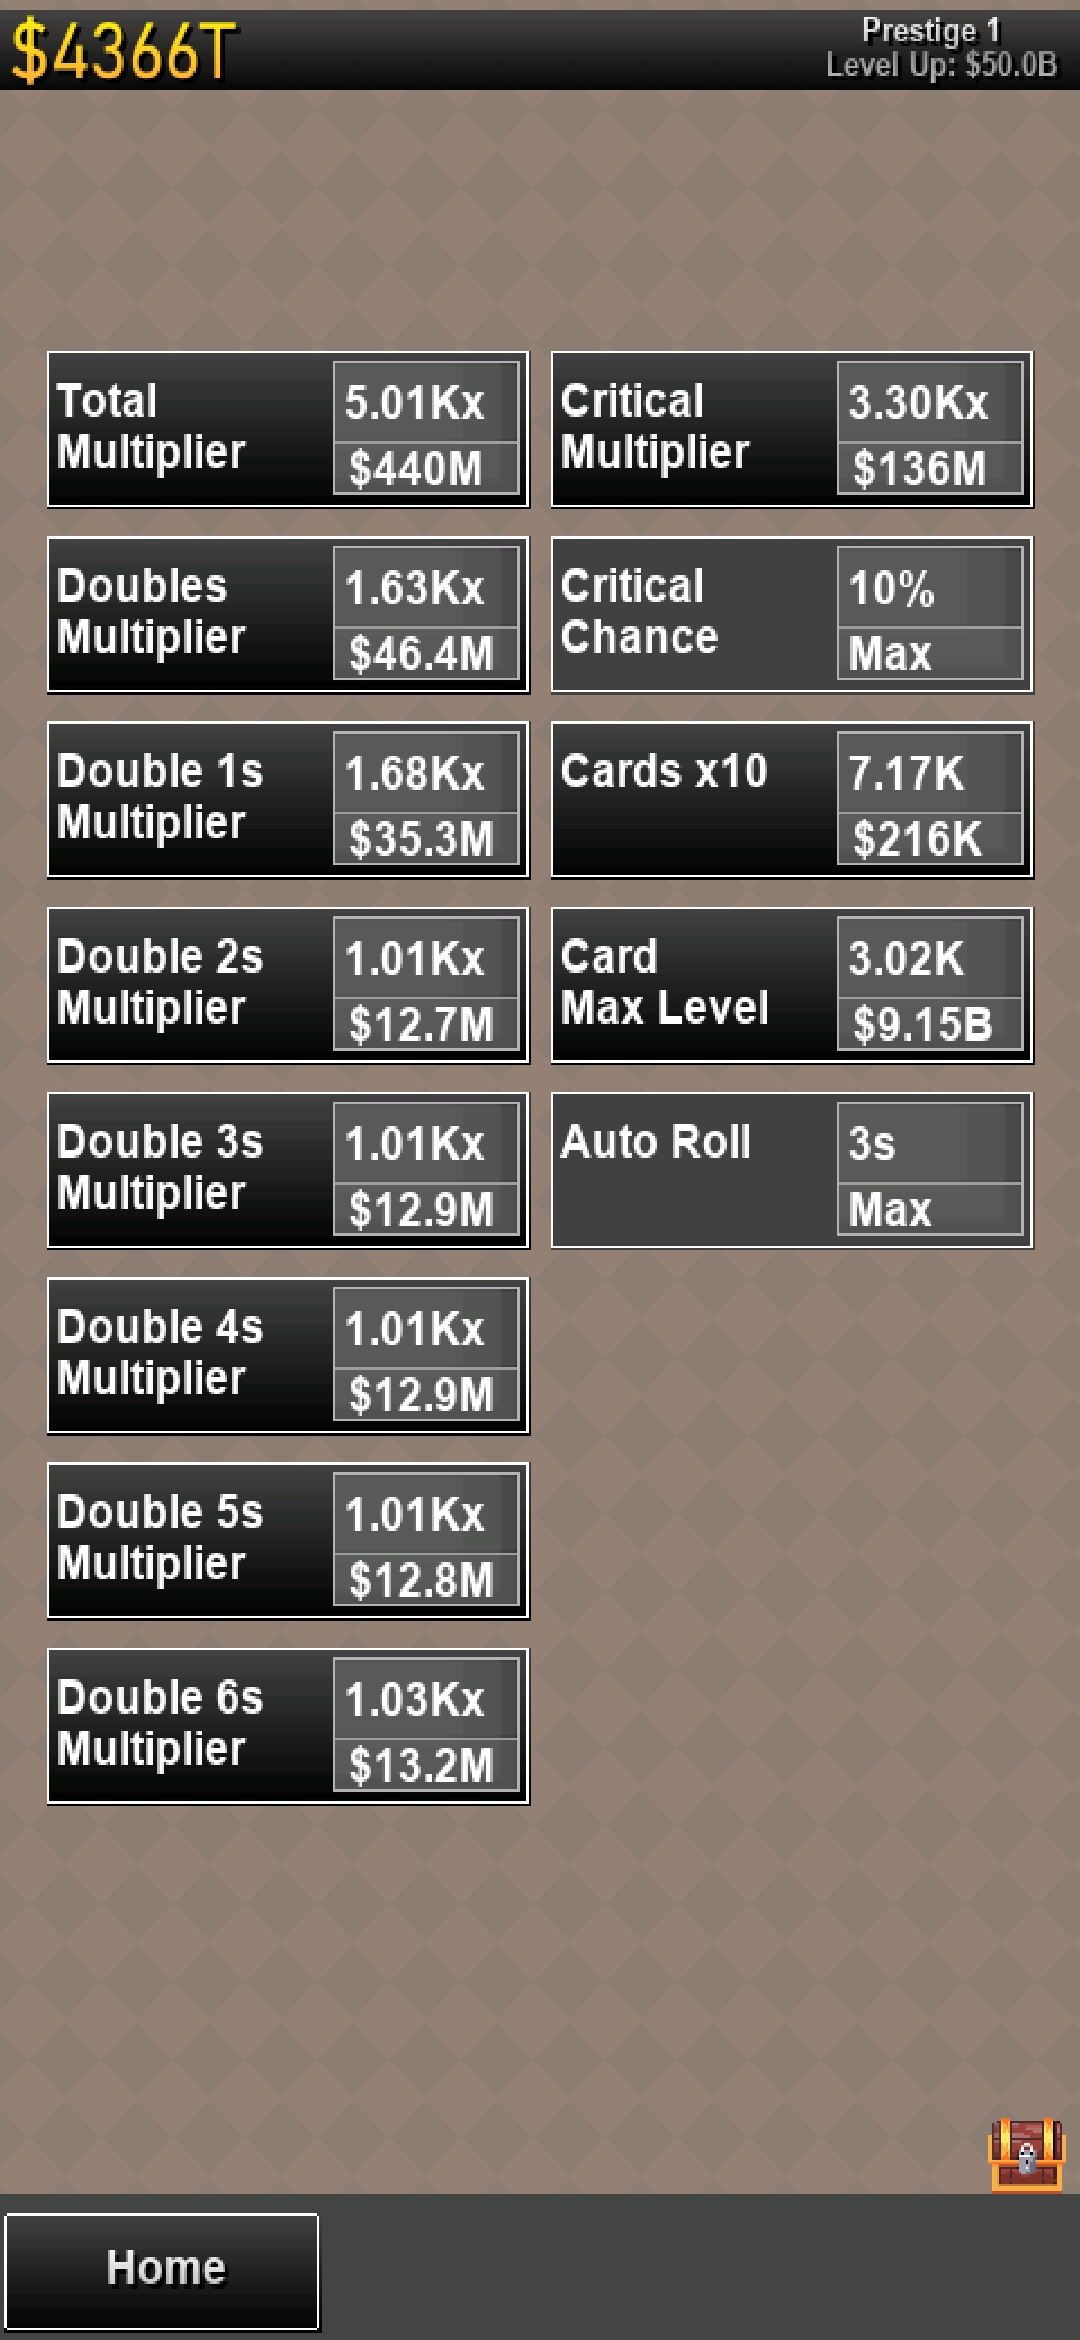 $4366T
Prestige 1
Level Up: $50.0B
Total
Multiplier
5.01Kx
$440M
Critical
Multiplier
3.30Kx
$136M
Doubles
Multiplier
1.63Kx
$46.4M
Critical
Chance
10%
Max
Double 1s
Multiplier
1.68Kx
$35.3M
Cards x10
7.17K
$216K
Double 2s
Multiplier
1.01Kx
$12.7M
Card
Max Level
3.02K
$9.15B
Double 3s
Multiplier
1.01Kx
$12.9M
Auto Roll
3s
Max
Double 4s
Multiplier
1.01Kx
$12.9M
Double 5s
Multiplier
1.01Kx
$12.8M
Double 6s
Multiplier
1.03Kx
$13.2M
Home